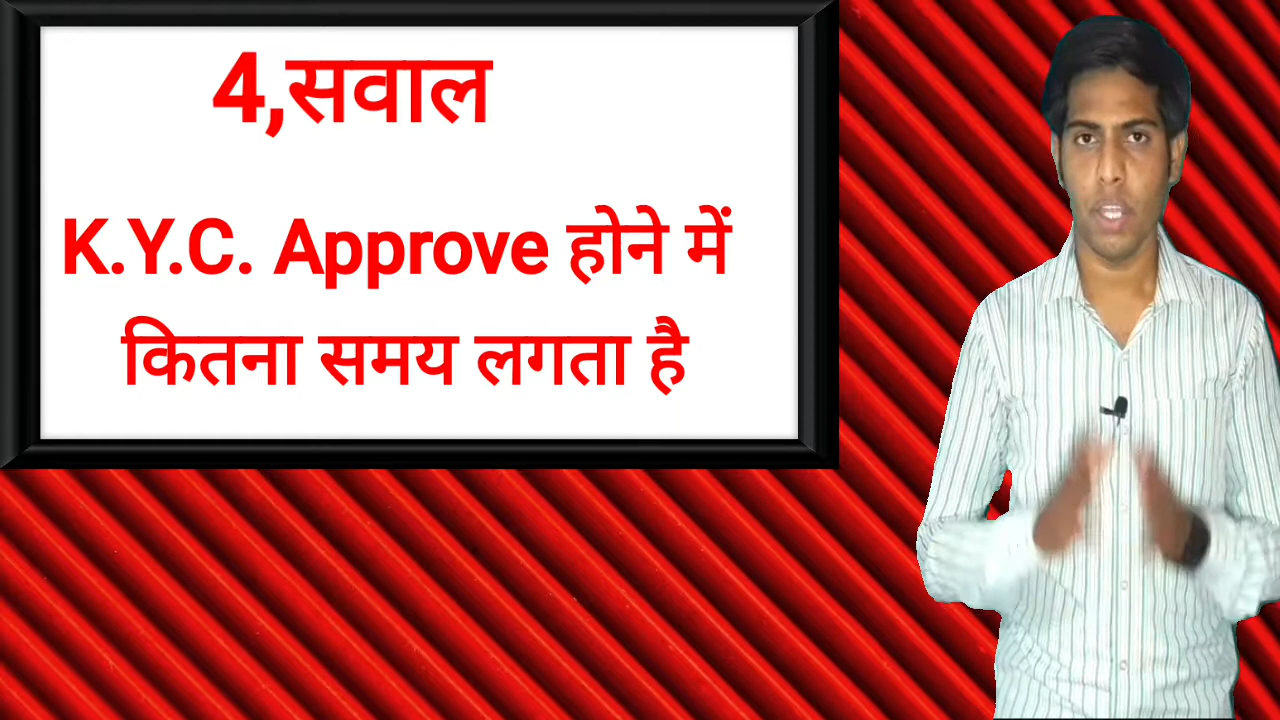 4,सवाल
K.Y.C. Approve होने में
कितना समय लगता है